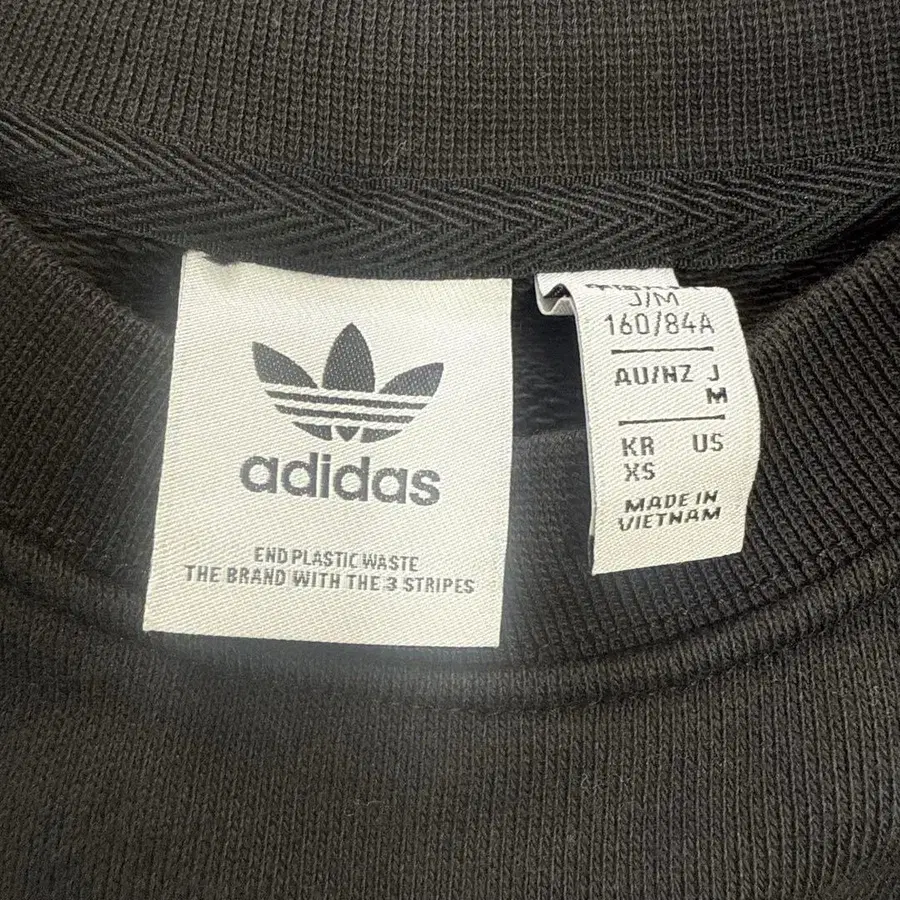 adidas
END PLASTIC WASTE
THE BRAND WITH THE 3 STRIPES
J/M
160/84A
AU/NZ J
M
KR US
XS
MADE IN
VIETNAM